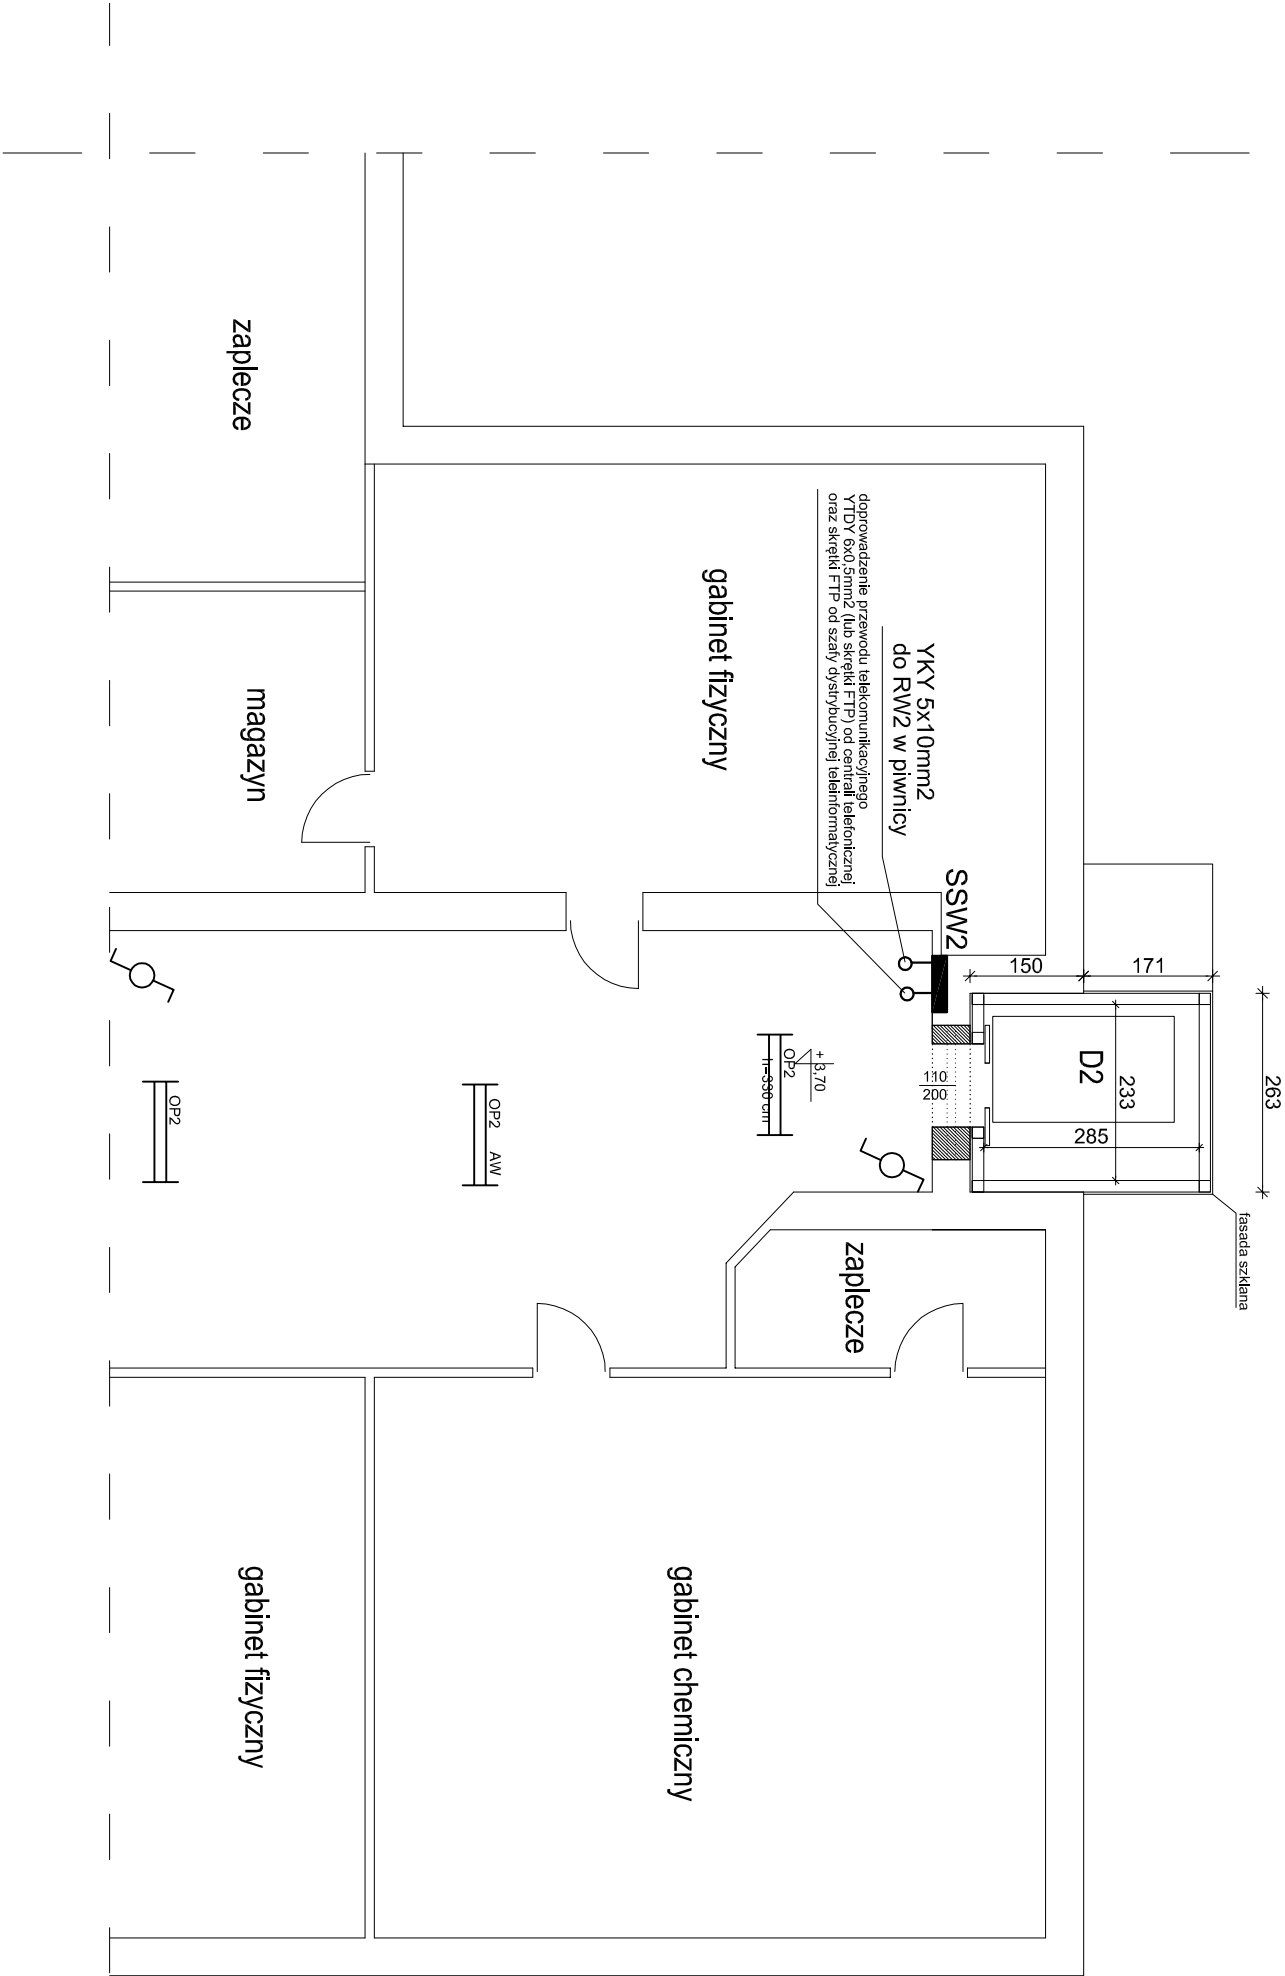 263
fasada szklana
171
150
D2
233
285
110
200
SSW2
YKY 5x10mm2
do RW2 w piwnicy
doprowadzenie przewodu telekomunikacyjnego
YTDY 6x0,5mm2 (lub skrętki FTP) od centrali telefonicznej
oraz skrętki FTP od szafy dystrybucyjnej teleinformatycznej
+ 3,70
OP2
h=330 cm
zaplecze
gabinet fizyczny
gabinet chemiczny
OP2 AW
magazyn
zaplecze
gabinet fizyczny
OP2